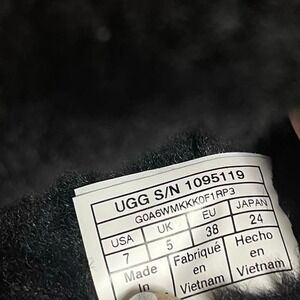 UGG S/N 1095119
G0A6WMKKK0F1RP3
USA UK EU JAPAN
7 5 38 24
Made Fabriqué Hecho
in en en
Vietnam Vietnam Vietnam